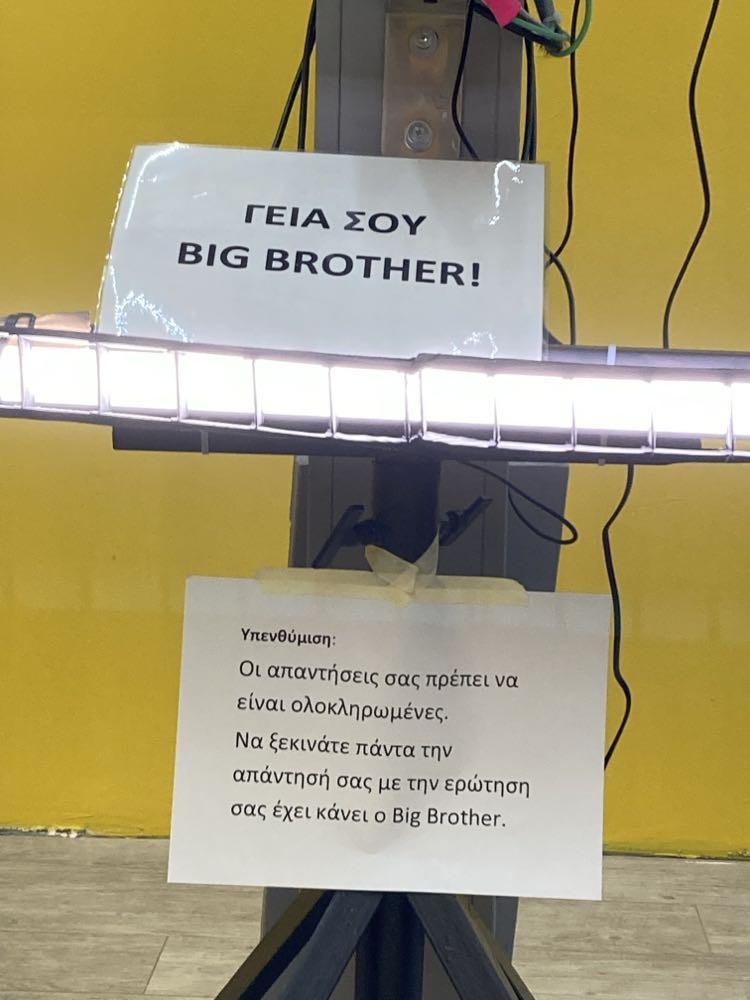 ΓΕΙΑ ΣΟΥ
BIG BROTHER!
Υπενθύμιση:
Οι απαντήσεις σας πρέπει να
είναι ολοκληρωμένες.
Να ξεκινάτε πάντα την
απάντησή σας με την ερώτηση
σας έχει κάνει ο Big Brother.